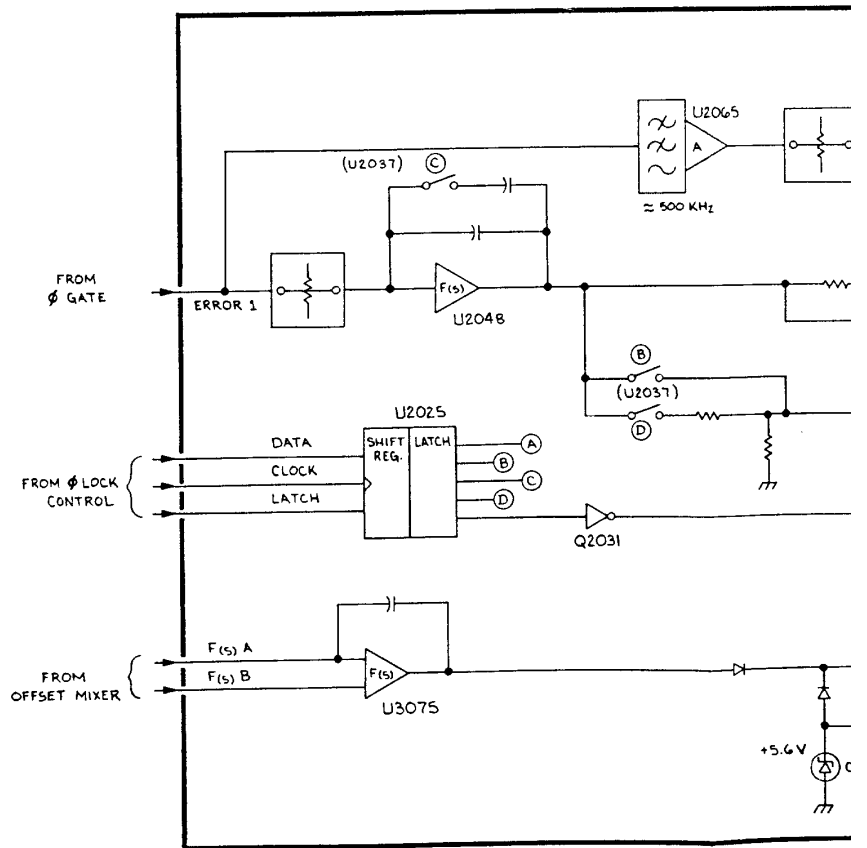 U2065
A
≈ 500 KHz
(U2037) C
FROM
∅ GATE
ERROR 1
F(s)
U2048
B
(U2037)
D
U2025
SHIFT
REG.
LATCH
DATA
CLOCK
LATCH
FROM ∅ LOCK
CONTROL
A
B
C
D
Q2031
F(s) A
F(s) B
FROM
OFFSET MIXER
F(s)
U3075
+5.6V